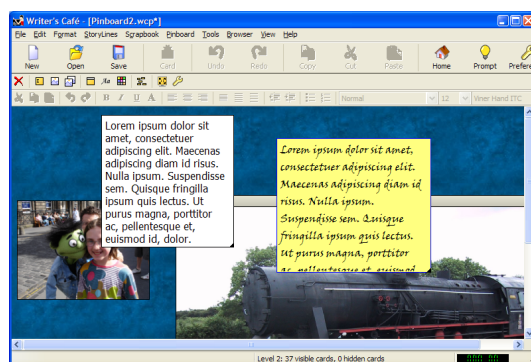 Writer's Café - [Pinboard2.wcp*]
File Edit Format StoryLines Scrapbook Pinboard Tools Browser View Help
New Open Save Card Undo Redo Copy Cut Paste Home Prompt Prefere
B I U A Normal 12 Viner Hand ITC
Lorem ipsum dolor sit
amet, consectetuer
adipiscing elit. Maecenas
adipiscing diam id risus.
Nulla ipsum. Suspendisse
sem. Quisque fringilla
ipsum quis lectus. Ut
purus magna, porttitor
ac, pellentesque et,
euismod id, dolor.
Lorem ipsum dolor sit amet,
consectetuer adipiscing elit.
Maecenas adipiscing diam id
risus. Nulla ipsum.
Suspendisse sem. Quisque
fringilla ipsum quis lectus.
Ut purus magna, porttitor
ac, pellentesque et, euismod
Level 2: 37 visible cards, 0 hidden cards